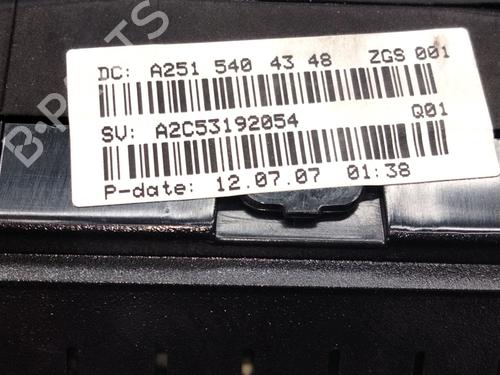 DC: A251 540 43 48 ZGS 001
SV: A2C53192054 Q01
P-date: 12.07.07 01:38
B-PARTS